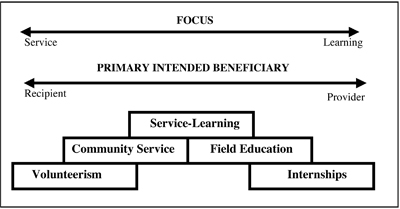 FOCUS
Service Learning
PRIMARY INTENDED BENEFICIARY
Recipient Provider
Service-Learning
Community Service Field Education
Volunteerism Internships